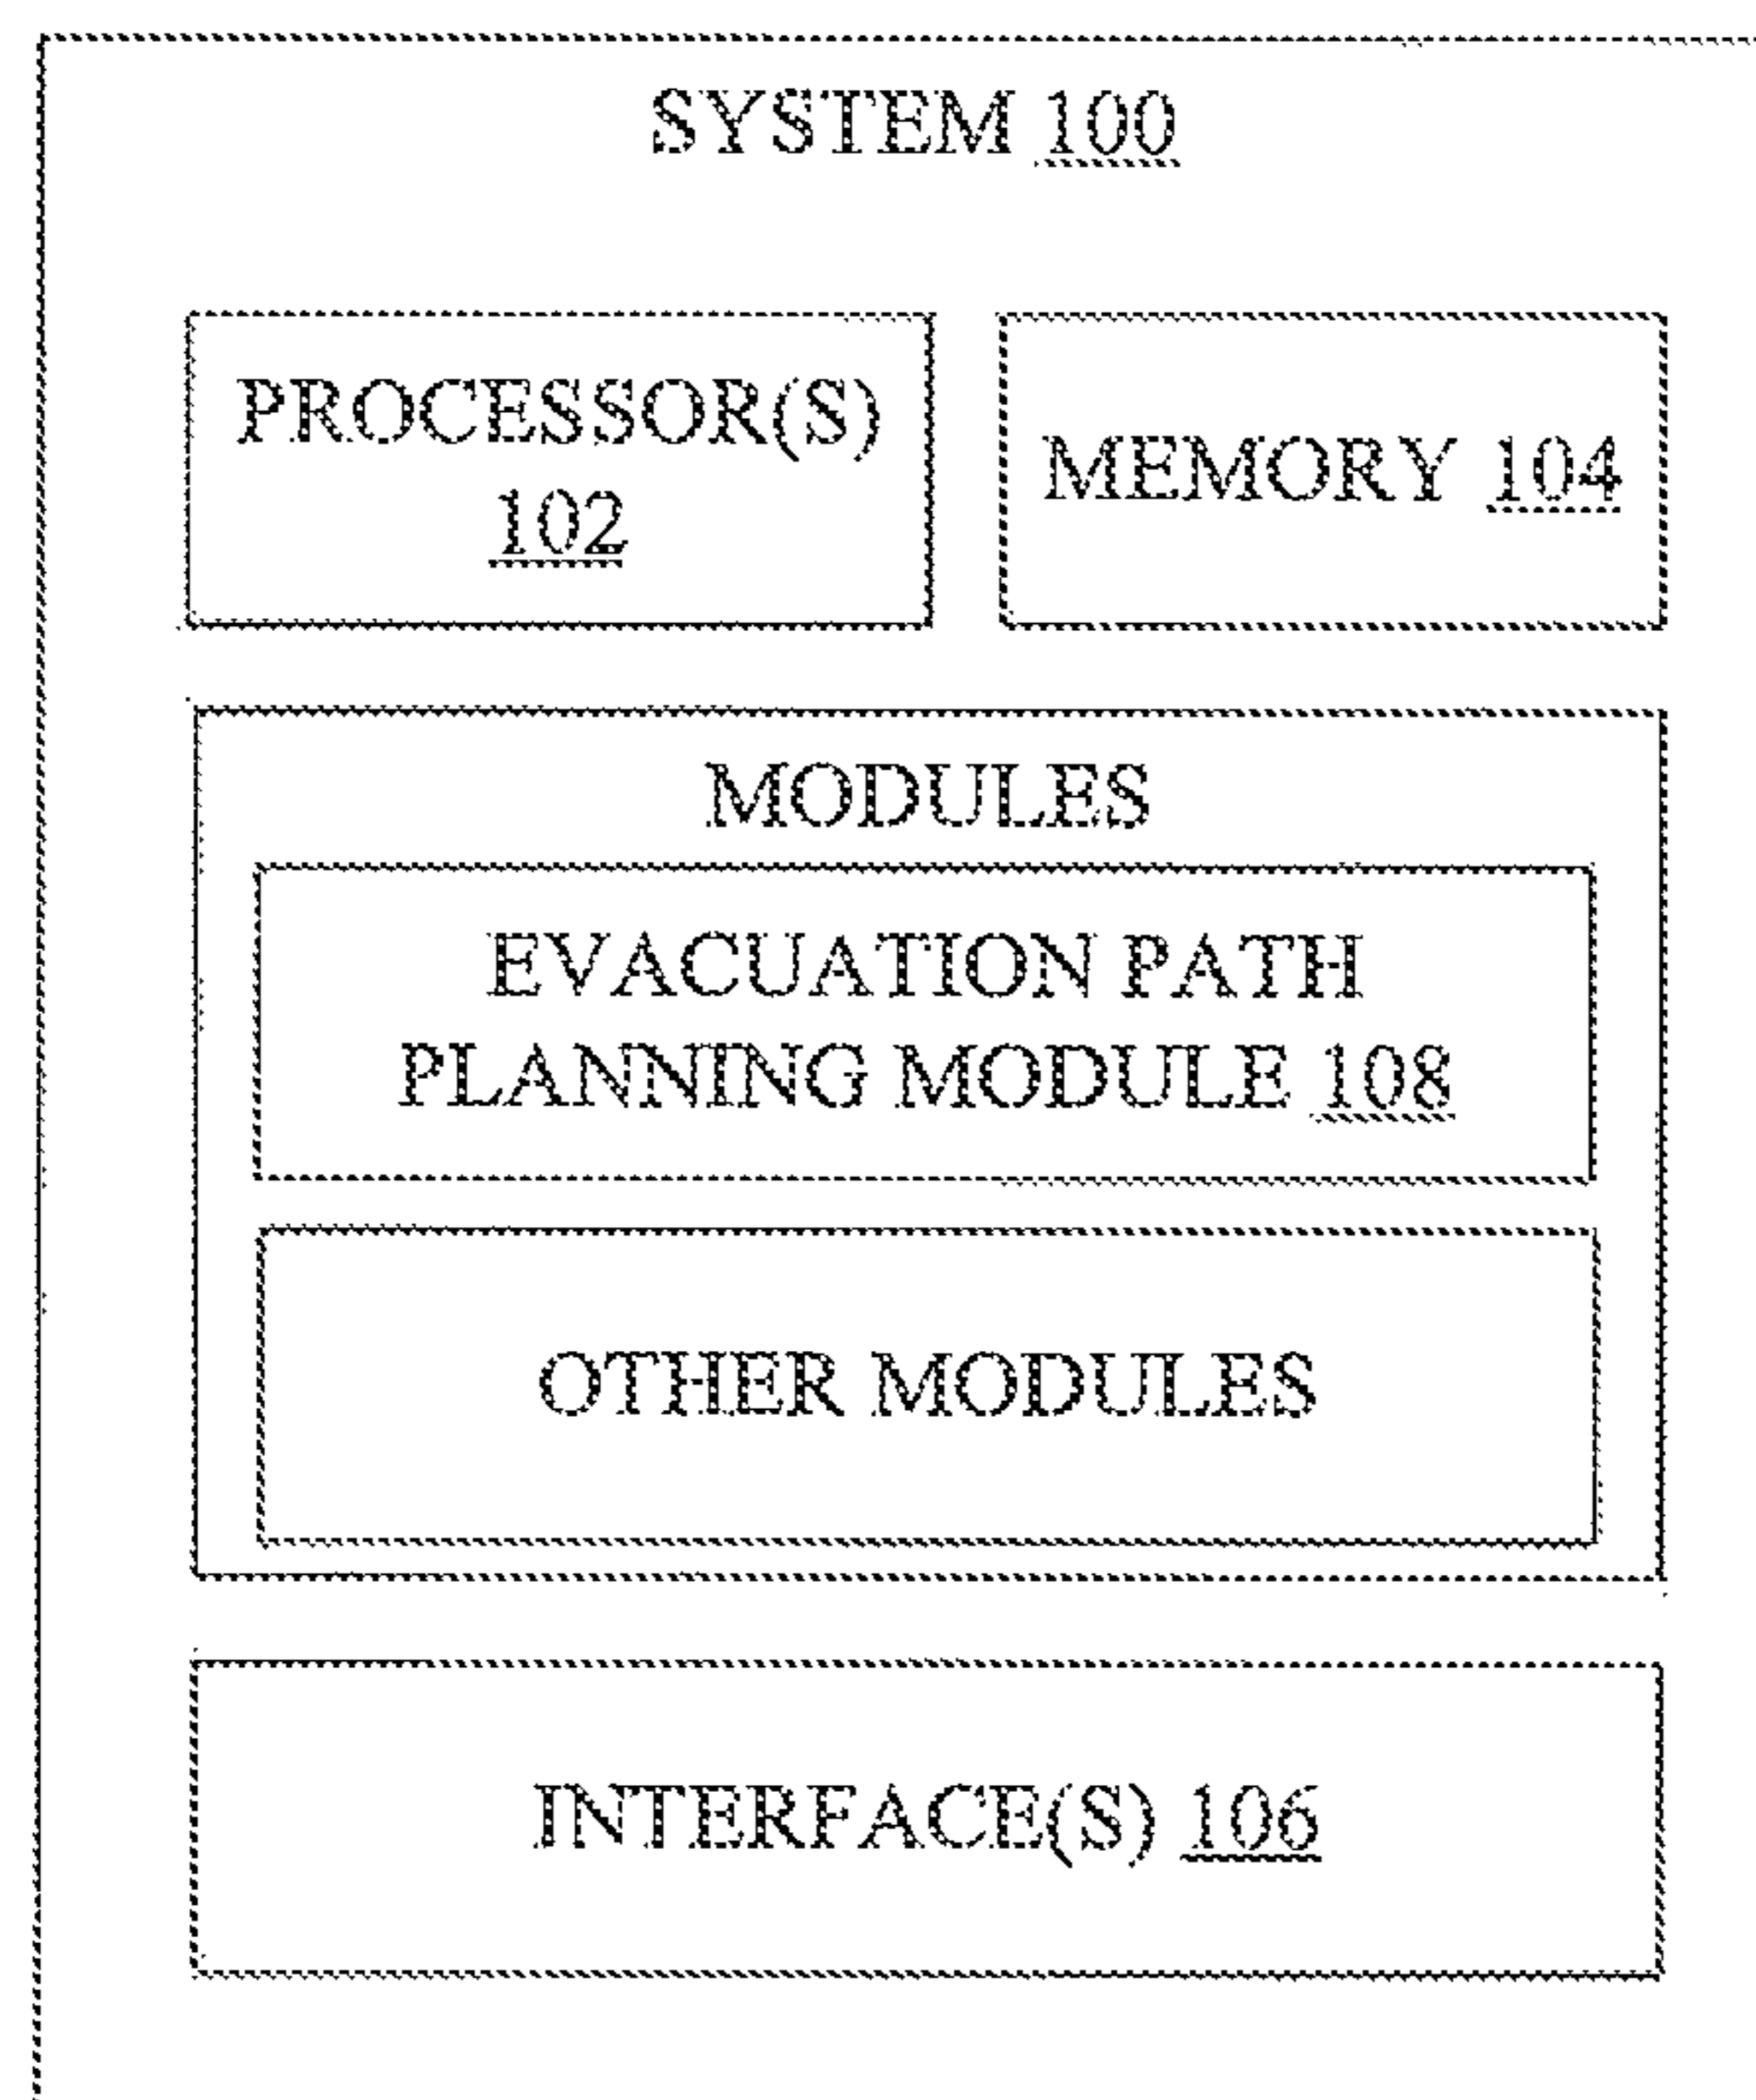 SYSTEM 100
PROCESSOR(S)
102
MEMORY 104
MODULES
EVACUATION PATH
PLANNING MODULE 108
OTHER MODULES
INTERFACE(S) 106